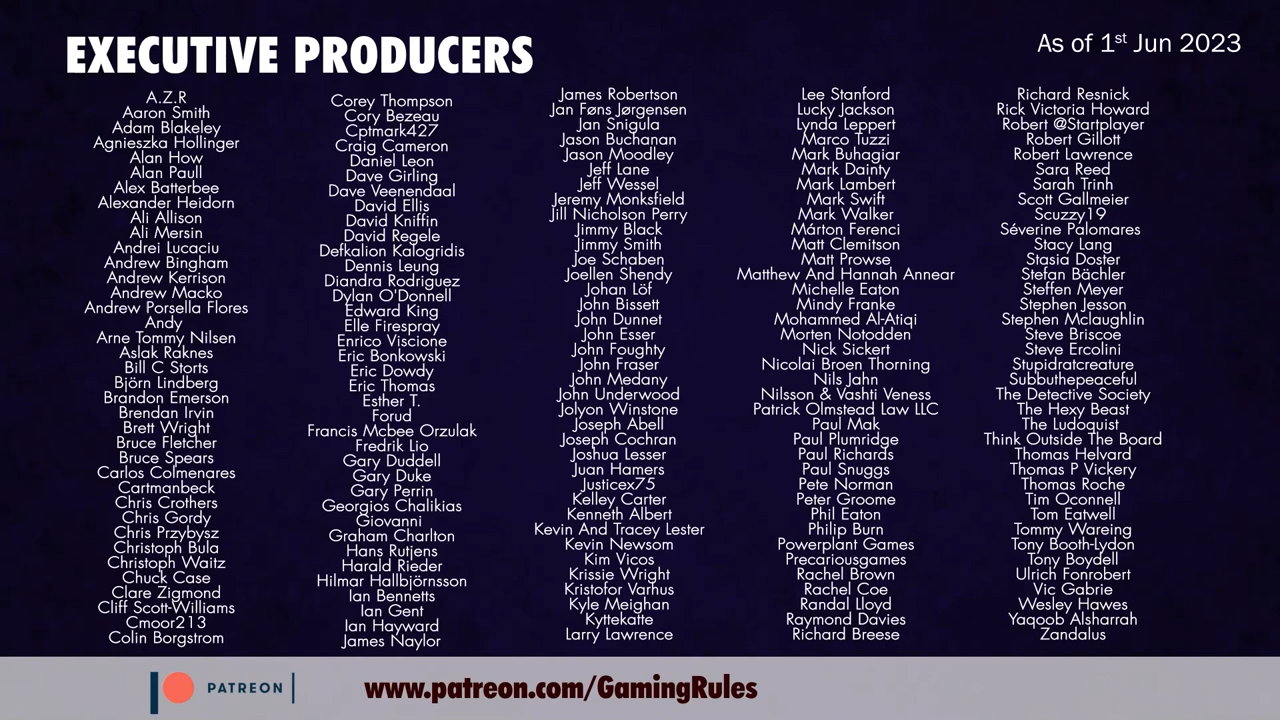 EXECUTIVE PRODUCERS
As of 1st Jun 2023
A.Z.R
Aaron Smith
Adam Blakeley
Agnieszka Hollinger
Alan How
Alan Paull
Alex Batterbee
Alexander Heidorn
Ali Allison
Ali Mersin
Andrei Lucaciu
Andrew Bingham
Andrew Kerrison
Andrew Macko
Andrew Porsella Flores
Andy
Arne Tommy Nilsen
Aslak Raknes
Bill C Storts
Björn Lindberg
Brandon Emerson
Brendan Irvin
Brett Wright
Bruce Fletcher
Bruce Spears
Carlos Colmenares
Cartmanbeck
Chris Crothers
Chris Gordy
Chris Przybysz
Christoph Bula
Christoph Waitz
Chuck Case
Clare Zigmond
Cliff Scott-Williams
Cmoor213
Colin Borgstrom
Corey Thompson
Cory Bezeau
Cptmark427
Craig Cameron
Daniel Leon
Dave Girling
Dave Veenendaal
David Ellis
David Kniffin
David Regele
Defkalion Kalogridis
Dennis Leung
Diandra Rodriguez
Dylan O'Donnell
Edward King
Elle Firespray
Enrico Viscione
Eric Bonkowski
Eric Dowdy
Eric Thomas
Esther T.
Forud
Francis Mcbee Orzulak
Fredrik Lio
Gary Duddell
Gary Duke
Gary Perrin
Georgios Chalikias
Giovanni
Graham Charlton
Hans Rutjens
Harald Rieder
Hilmar Hallbjörnsson
Ian Bennetts
Ian Gent
Ian Hayward
James Naylor
James Robertson
Jan Føns Jørgensen
Jan Snigula
Jason Buchanan
Jason Moodley
Jeff Lane
Jeff Wessel
Jeremy Monksfield
Jill Nicholson Perry
Jimmy Black
Jimmy Smith
Joe Schaben
Joellen Shendy
Johan Löf
John Bissett
John Dunnet
John Esser
John Foughty
John Fraser
John Medany
John Underwood
Jolyon Winstone
Joseph Abell
Joseph Cochran
Joshua Lesser
Juan Hamers
Justicex75
Kelley Carter
Kenneth Albert
Kevin And Tracey Lester
Kevin Newsom
Kim Vicos
Krissie Wright
Kristofor Varhus
Kyle Meighan
Kyttekatte
Larry Lawrence
Lee Stanford
Lucky Jackson
Lynda Leppert
Marco Tuzzi
Mark Buhagiar
Mark Dainty
Mark Lambert
Mark Swift
Mark Walker
Márton Ferenci
Matt Clemitson
Matt Prowse
Matthew And Hannah Annear
Michelle Eaton
Mindy Franke
Mohammed Al-Atiqi
Morten Notodden
Nick Sickert
Nicolai Broen Thorning
Nils Jahn
Nilsson & Vashti Veness
Patrick Olmstead Law LLC
Paul Mak
Paul Plumridge
Paul Richards
Paul Snuggs
Pete Norman
Peter Groome
Phil Eaton
Philip Burn
Powerplant Games
Precariousgames
Rachel Brown
Rachel Coe
Randal Lloyd
Raymond Davies
Richard Breese
Richard Resnick
Rick Victoria Howard
Robert @Startplayer
Robert Gillott
Robert Lawrence
Sara Reed
Sarah Trinh
Scott Gallmeier
Scuzzy19
Séverine Palomares
Stacy Lang
Stasia Doster
Stefan Bächler
Steffen Meyer
Stephen Jesson
Stephen Mclaughlin
Steve Briscoe
Steve Ercolini
Stupidratcreature
Subbuthepeaceful
The Detective Society
The Hexy Beast
The Ludoquist
Think Outside The Board
Thomas Helvard
Thomas P Vickery
Thomas Roche
Tim Oconnell
Tom Eatwell
Tommy Wareing
Tony Booth-Lydon
Tony Boydell
Ulrich Fonrobert
Vic Gabrie
Wesley Hawes
Yaqoob Alsharrah
Zandalus
PATREON
www.patreon.com/GamingRules